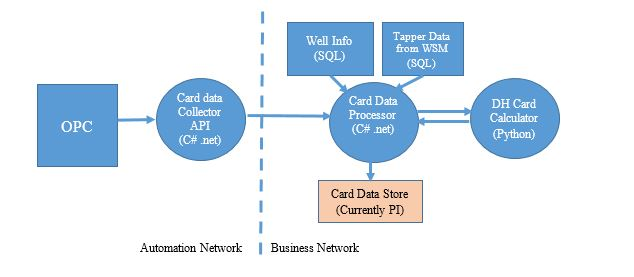 Well Info
(SQL)
Tapper Data
from WSM
(SQL)
OPC
Card data
Collector
API
(C# .net)
Card Data
Processor
(C# .net)
DH Card
Calculator
(Python)
Card Data Store
(Currently PI)
Automation Network
Business Network